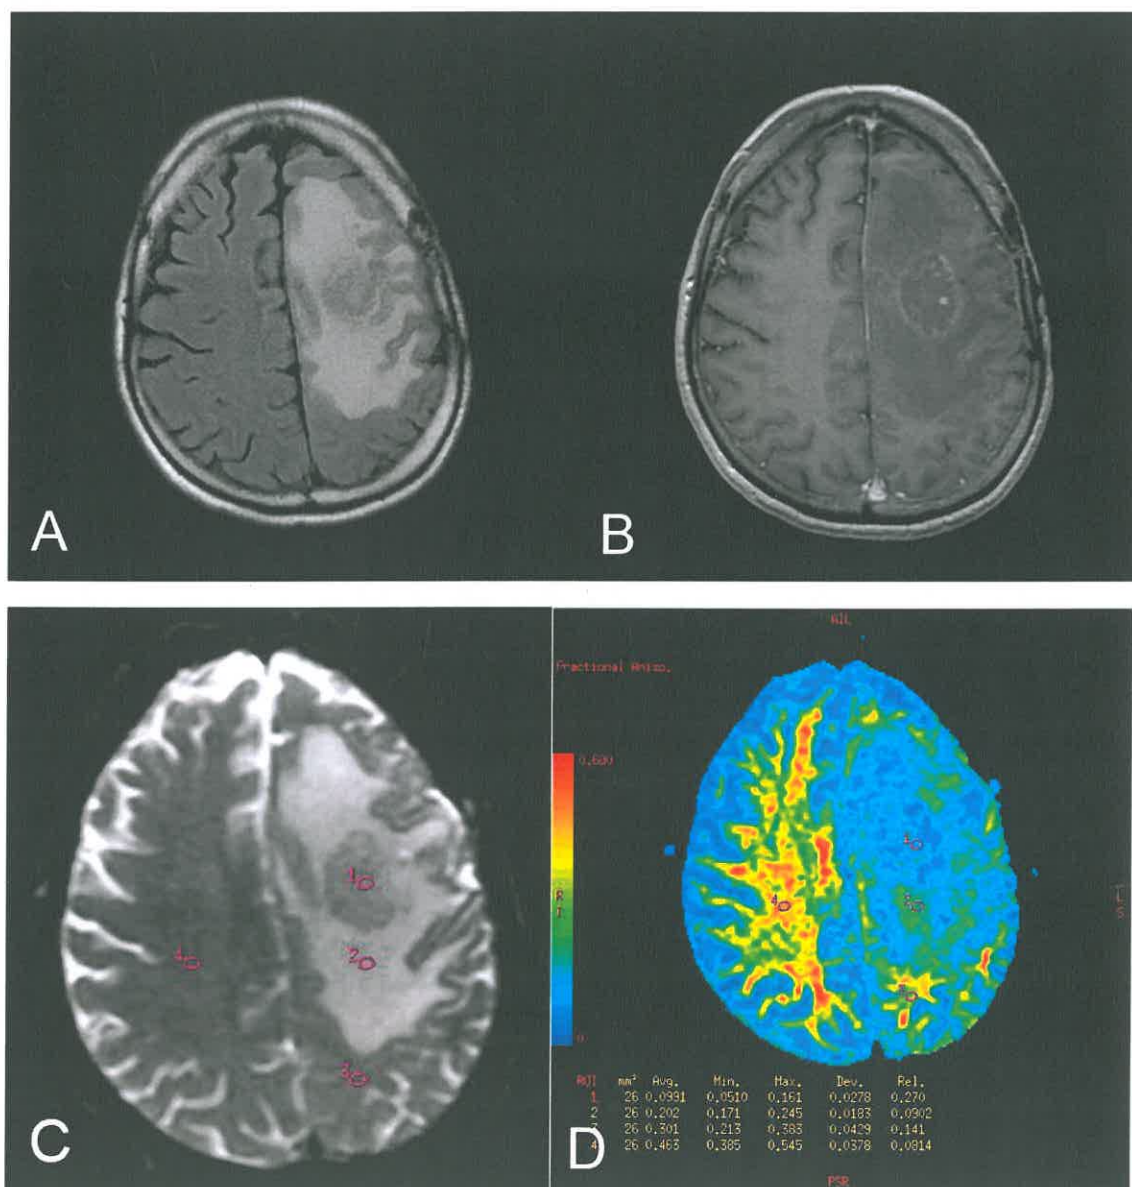 A
B
C
1
2
3
4
AIL
Fractional Aniso.
0.600
0
4
PSR
D
ROI mm² Avg. Min. Max. Dev. Rel.
1 26 0.0991 0.0510 0.161 0.0278 0.270
2 26 0.202 0.171 0.245 0.0183 0.0902
3 26 0.301 0.213 0.383 0.0429 0.141
4 26 0.463 0.385 0.545 0.0378 0.0814